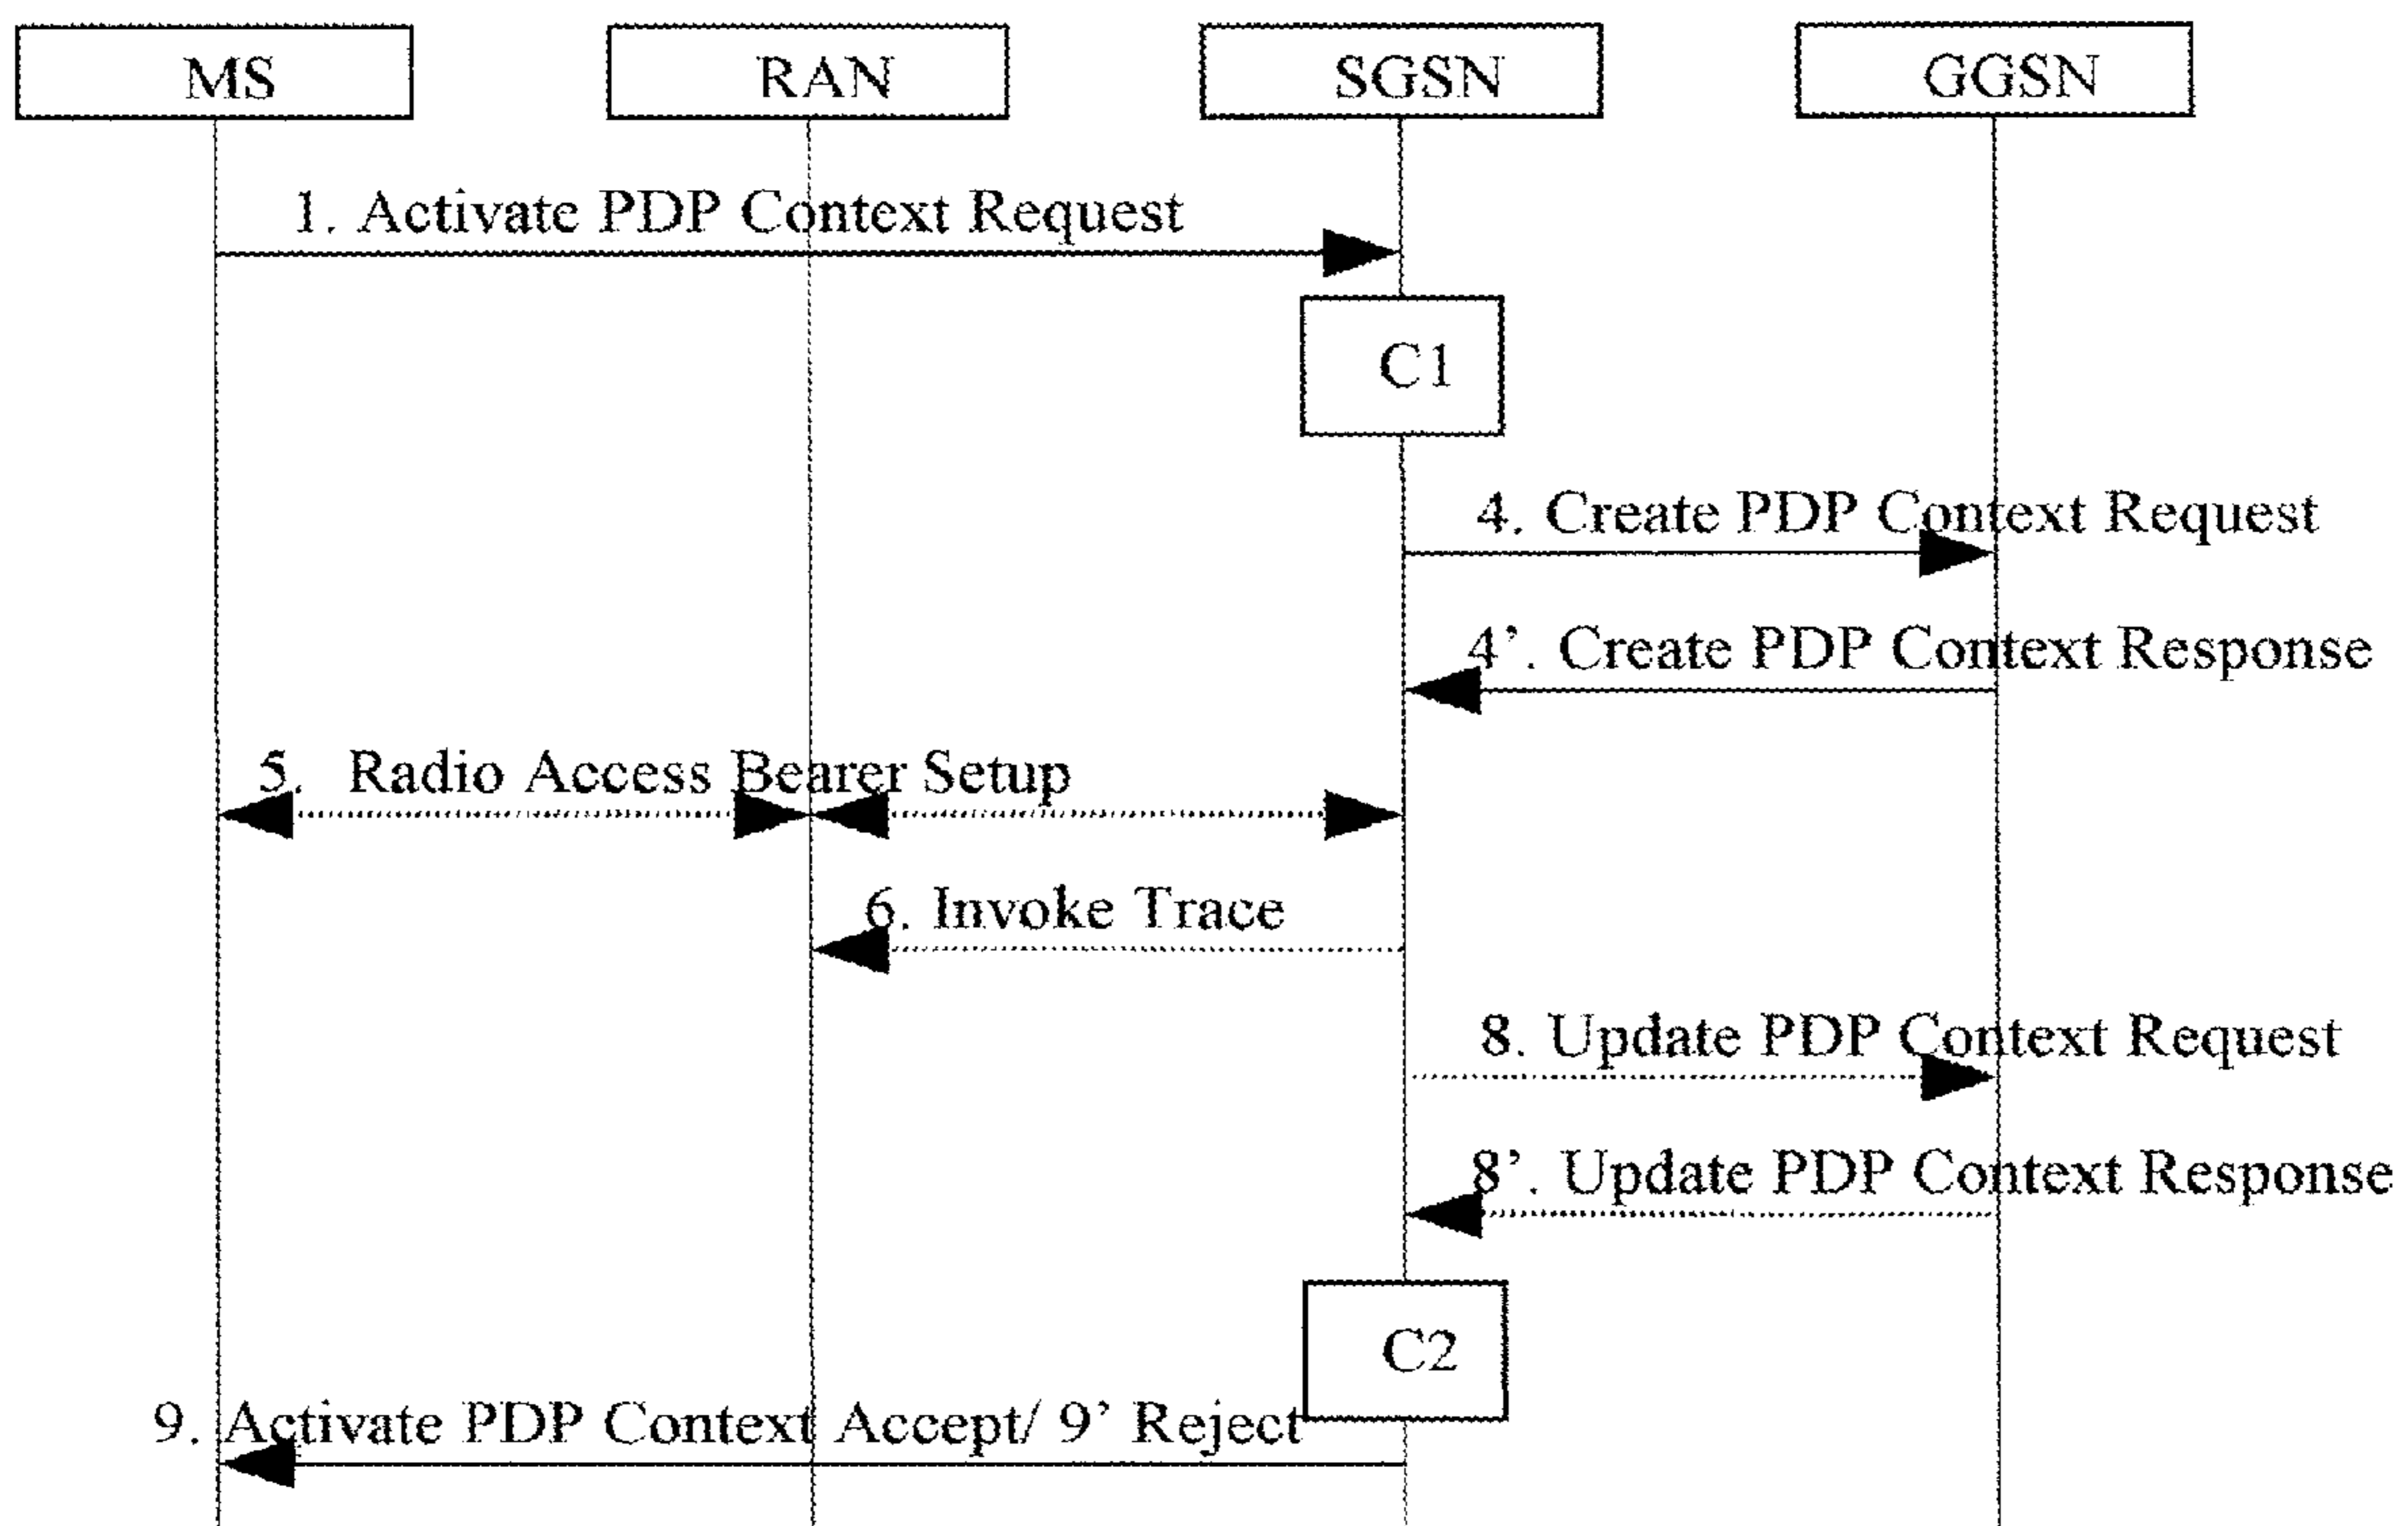 MS
RAN
SGSN
GGSN
1. Activate PDP Context Request
C1
4. Create PDP Context Request
4’. Create PDP Context Response
5. Radio Access Bearer Setup
6. Invoke Trace
8. Update PDP Context Request
8’. Update PDP Context Response
C2
9. Activate PDP Context Accept/ 9’ Reject